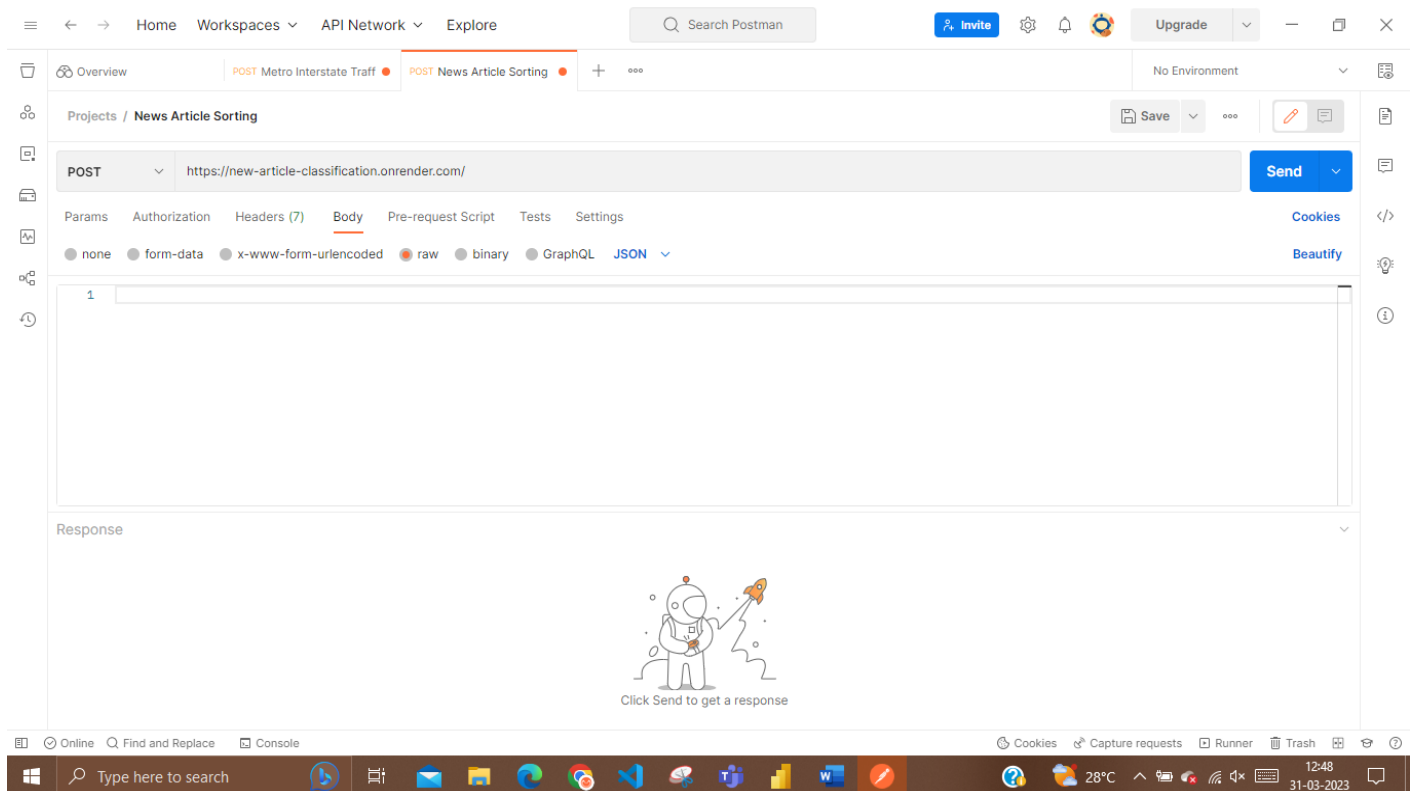 Home Workspaces API Network Explore Search Postman Invite Upgrade
Overview POST Metro Interstate Traff POST News Article Sorting No Environment
Projects / News Article Sorting Save
POST https://new-article-classification.onrender.com/ Send
Params Authorization Headers (7) Body Pre-request Script Tests Settings Cookies
none form-data x-www-form-urlencoded raw binary GraphQL JSON Beautify
1
Response
Click Send to get a response
Online Find and Replace Console Cookies Capture requests Runner Trash
Type here to search 28°C 12:48
31-03-2023